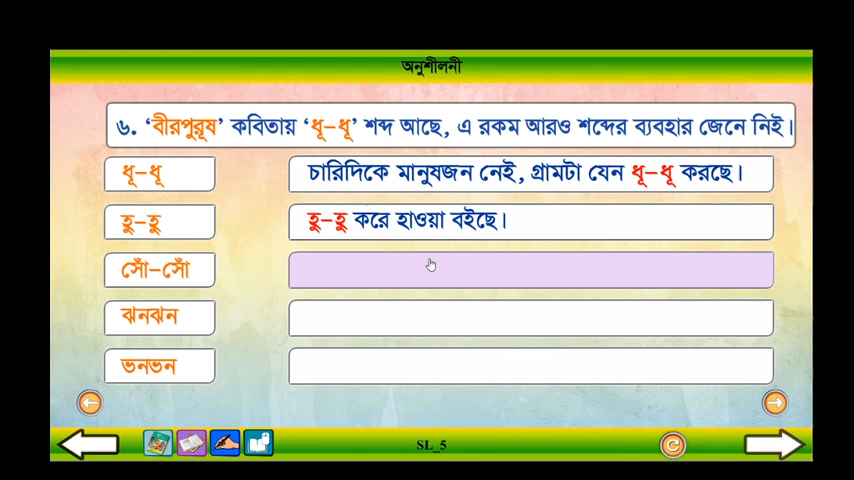 অনুশীলনী
৬. ‘বীরপুরুষ’ কবিতায় ‘ধূ-ধূ’ শব্দ আছে, এ রকম আরও শব্দের ব্যবহার জেনে নিই।
ধূ-ধূ চারিদিকে মানুষজন নেই, গ্রামটা যেন ধূ-ধূ করছে।
হু-হু হু-হু করে হাওয়া বইছে।
সোঁ-সোঁ
ঝনঝন
ভনভন
SL_5